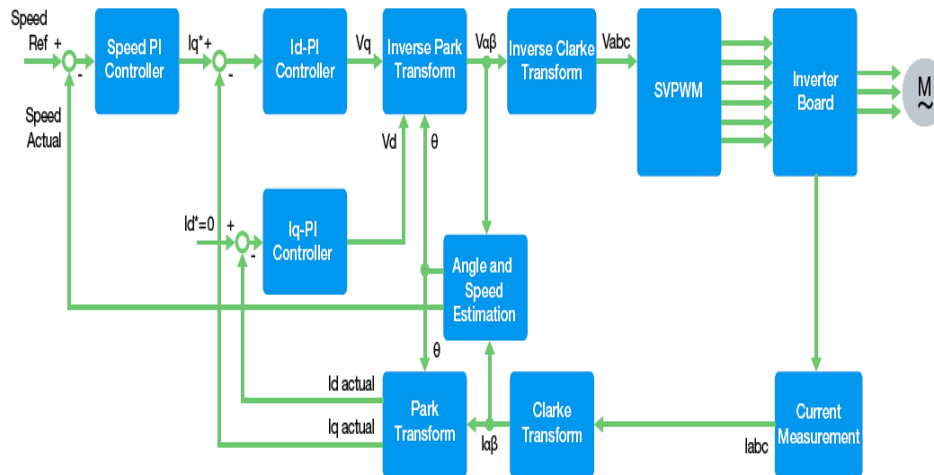 Speed
Ref +
-
Speed PI
Controller
Iq*+
-
Id-PI
Controller
Vq
Inverse Park
Transform
Vαβ
Inverse Clarke
Transform
Vabc
SVPWM
Inverter
Board
M
~
Speed
Actual
Vd
θ
Id*=0
+
-
Iq-PI
Controller
Angle and
Speed
Estimation
θ
Id actual
Iq actual
Park
Transform
Iαβ
Clarke
Transform
Iabc
Current
Measurement